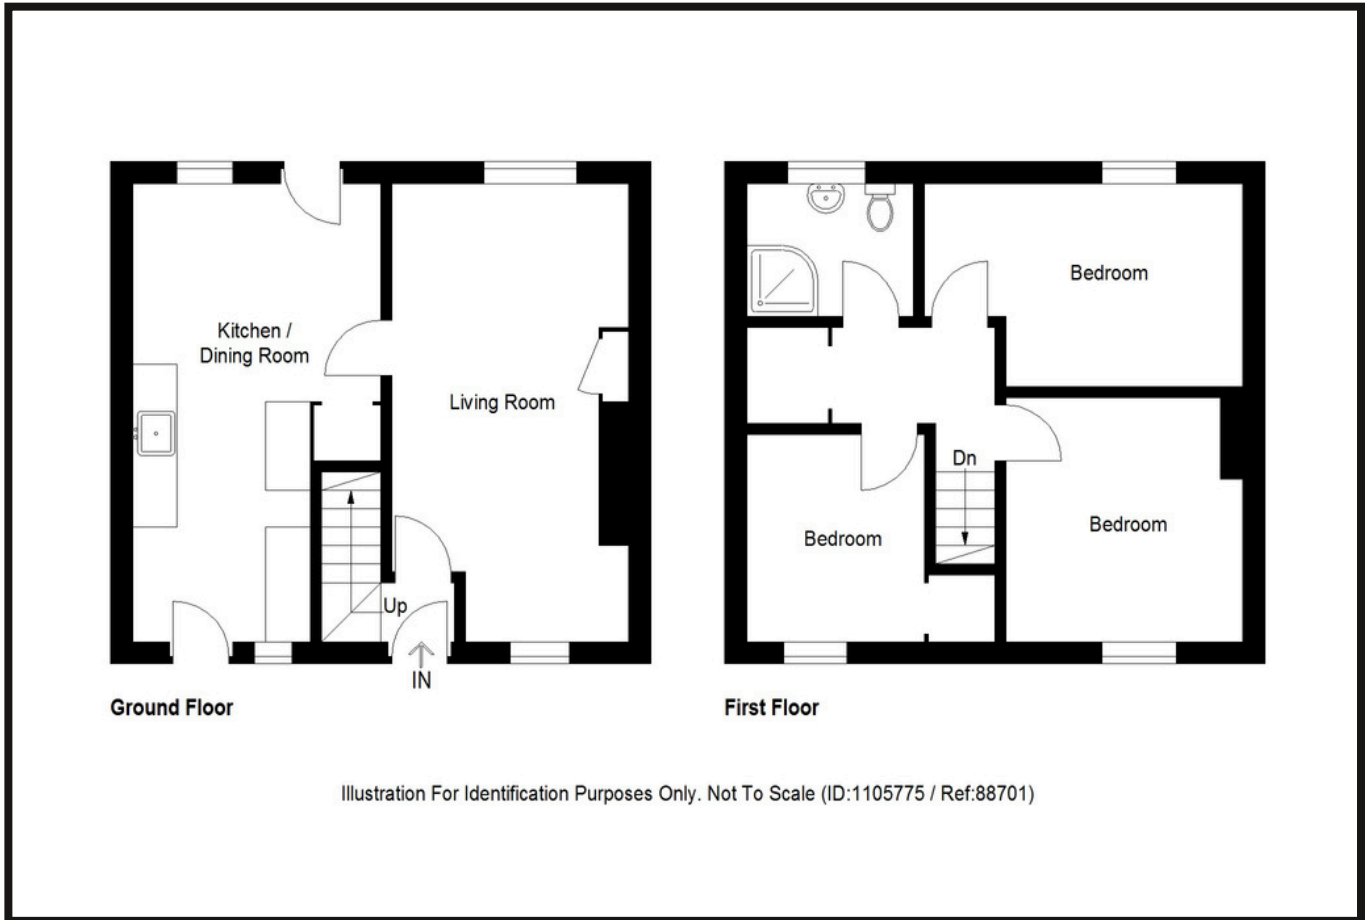 Kitchen /
Dining Room
Living Room
Up
IN
Ground Floor
Bedroom
Dn
Bedroom
Bedroom
First Floor
Illustration For Identification Purposes Only. Not To Scale (ID:1105775 / Ref:88701)